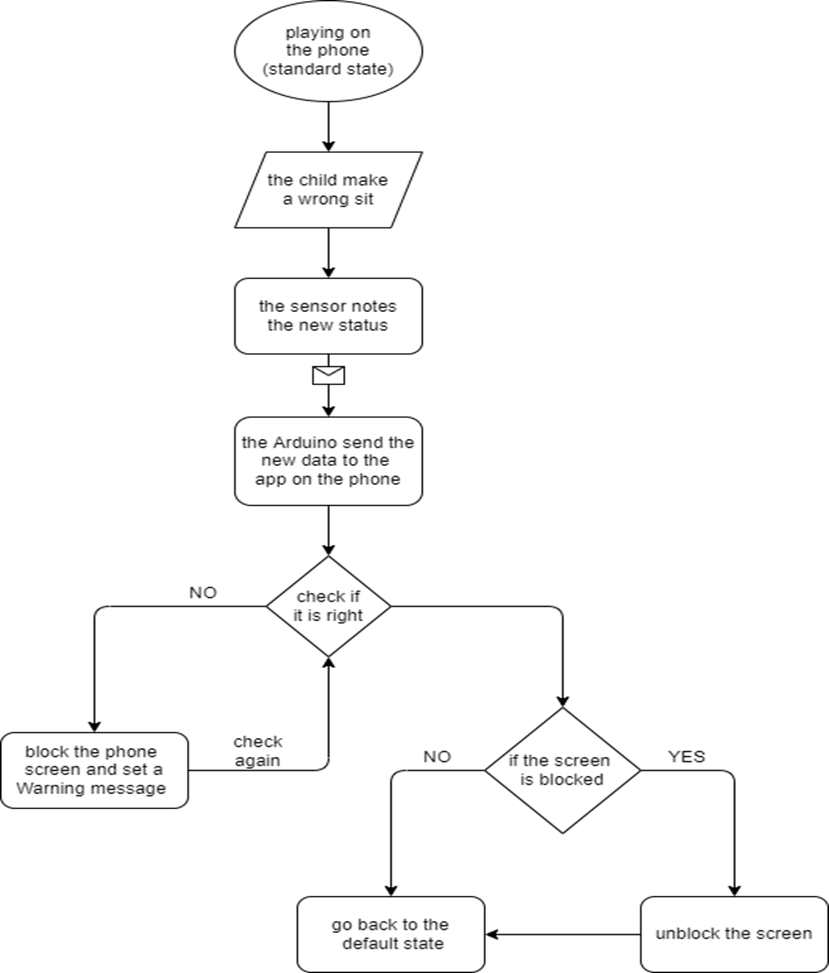 playing on
the phone
(standard state)
the child make
a wrong sit
the sensor notes
the new status
the Arduino send the
new data to the
app on the phone
NO
check if
it is right
block the phone
screen and set a
Warning message
check
again
NO
if the screen
is blocked
YES
go back to the
default state
unblock the screen